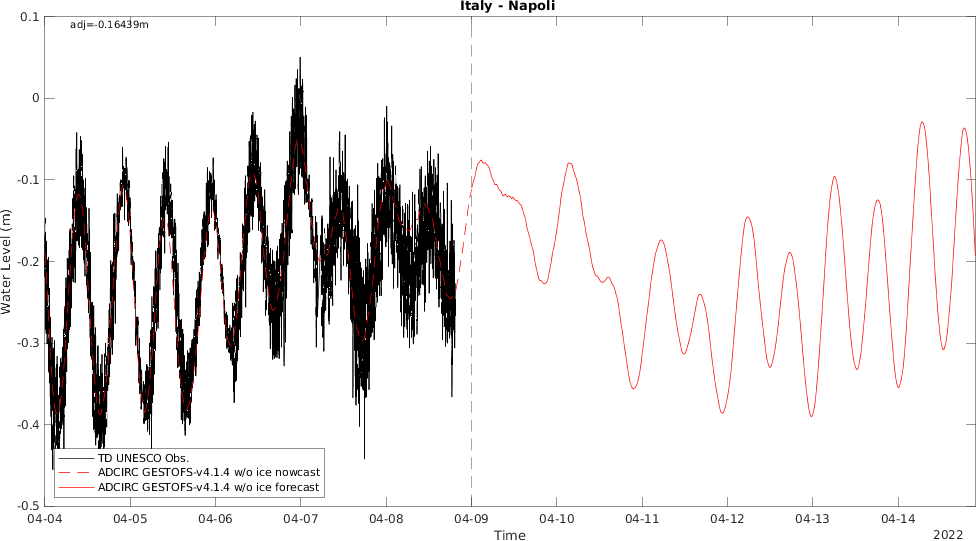 Italy - Napoli
adj=-0.16439m
0.1
0
-0.1
-0.2
-0.3
-0.4
-0.5
Water Level (m)
TD UNESCO Obs.
ADCIRC GESTOFS-v4.1.4 w/o ice nowcast
ADCIRC GESTOFS-v4.1.4 w/o ice forecast
04-04 04-05 04-06 04-07 04-08 04-09 04-10 04-11 04-12 04-13 04-14
Time
2022